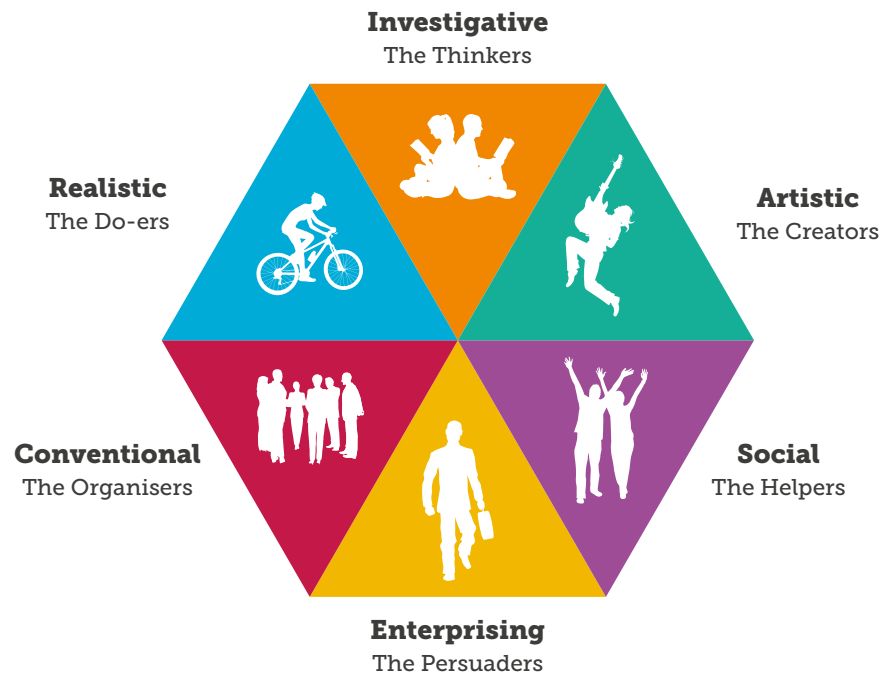 Investigative
The Thinkers
Realistic
The Do-ers
Artistic
The Creators
Conventional
The Organisers
Social
The Helpers
Enterprising
The Persuaders